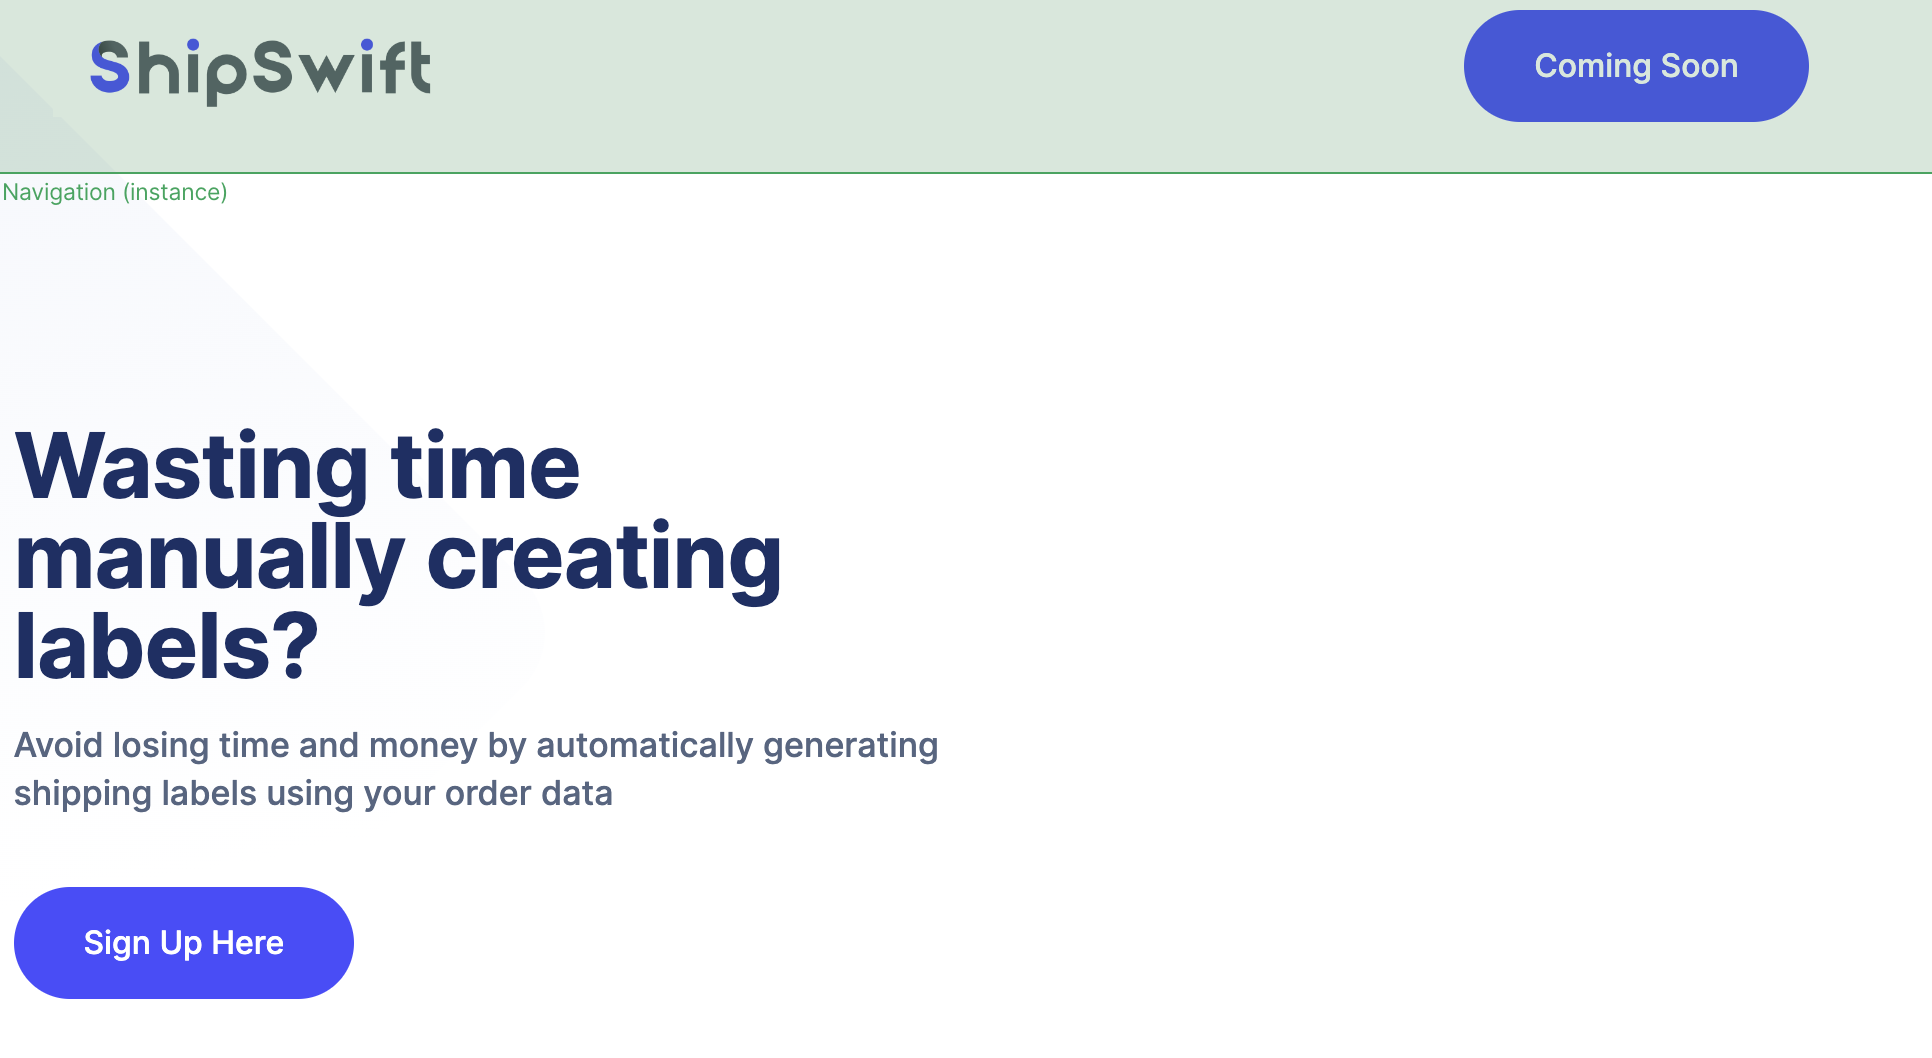 ShipSwift
Coming Soon
Navigation (instance)
Wasting time
manually creating
labels?
Avoid losing time and money by automatically generating
shipping labels using your order data
Sign Up Here